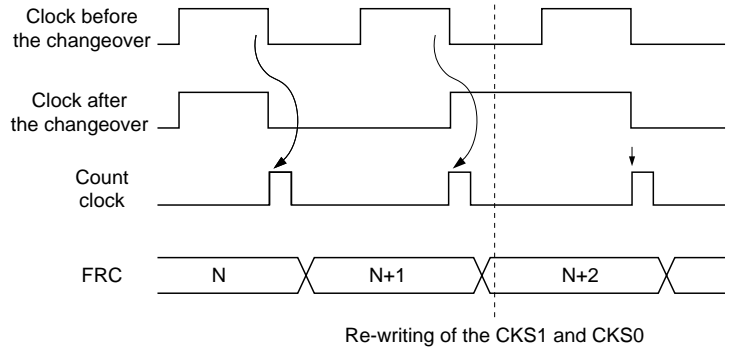 Clock before
the changeover
Clock after
the changeover
Count
clock
FRC
N
N+1
N+2
Re-writing of the CKS1 and CKS0